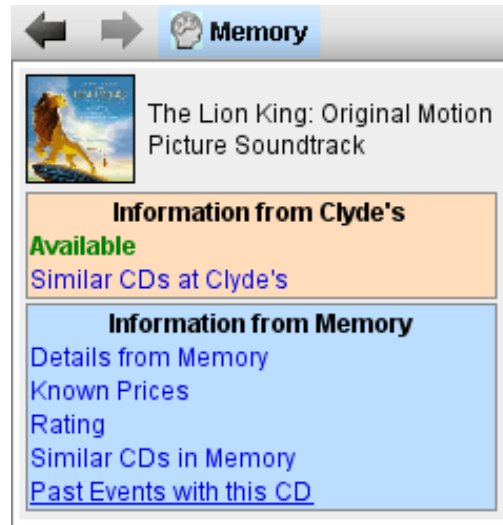 Memory
The Lion King: Original Motion
Picture Soundtrack
Information from Clyde's
Available
Similar CDs at Clyde's
Information from Memory
Details from Memory
Known Prices
Rating
Similar CDs in Memory
Past Events with this CD